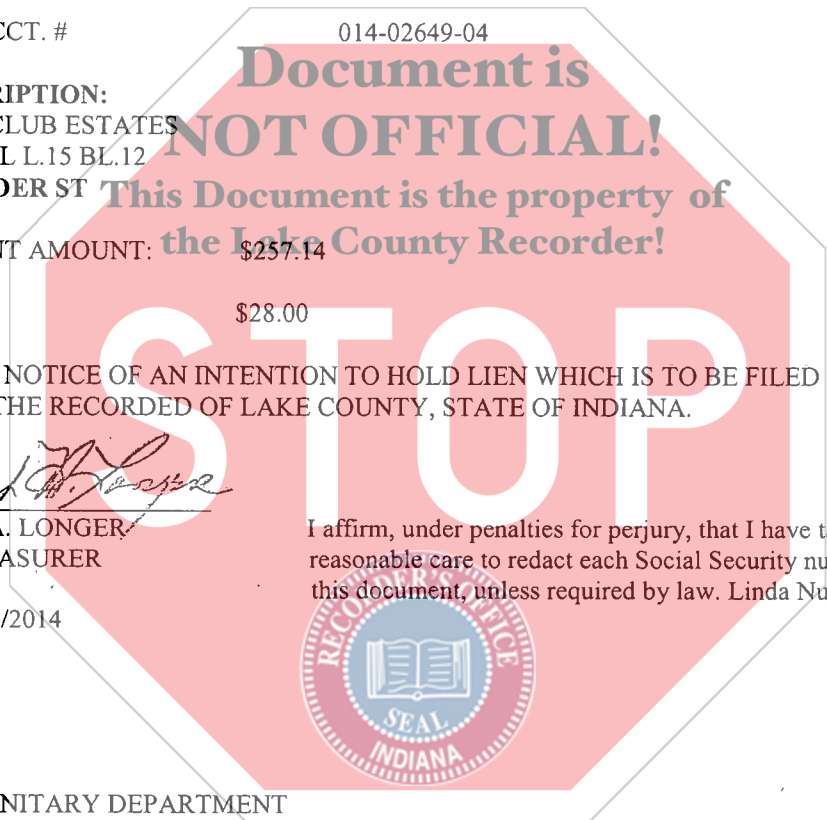 CCT. # 014-02649-04
Document is
RIPTION:
CLUB ESTATES
NOT OFFICIAL!
L L.15 BL.12
DER ST
This Document is the property of
the Lake County Recorder!
NT AMOUNT: $257.14
$28.00
STOP
NOTICE OF AN INTENTION TO HOLD LIEN WHICH IS TO BE FILED
THE RECORDED OF LAKE COUNTY, STATE OF INDIANA.
A. LONGER
ASURER
I affirm, under penalties for perjury, that I have t
reasonable care to redact each Social Security nu
this document, unless required by law. Linda Nu
/2014
RECORDER'S OFFICE
SEAL
INDIANA
NITARY DEPARTMENT